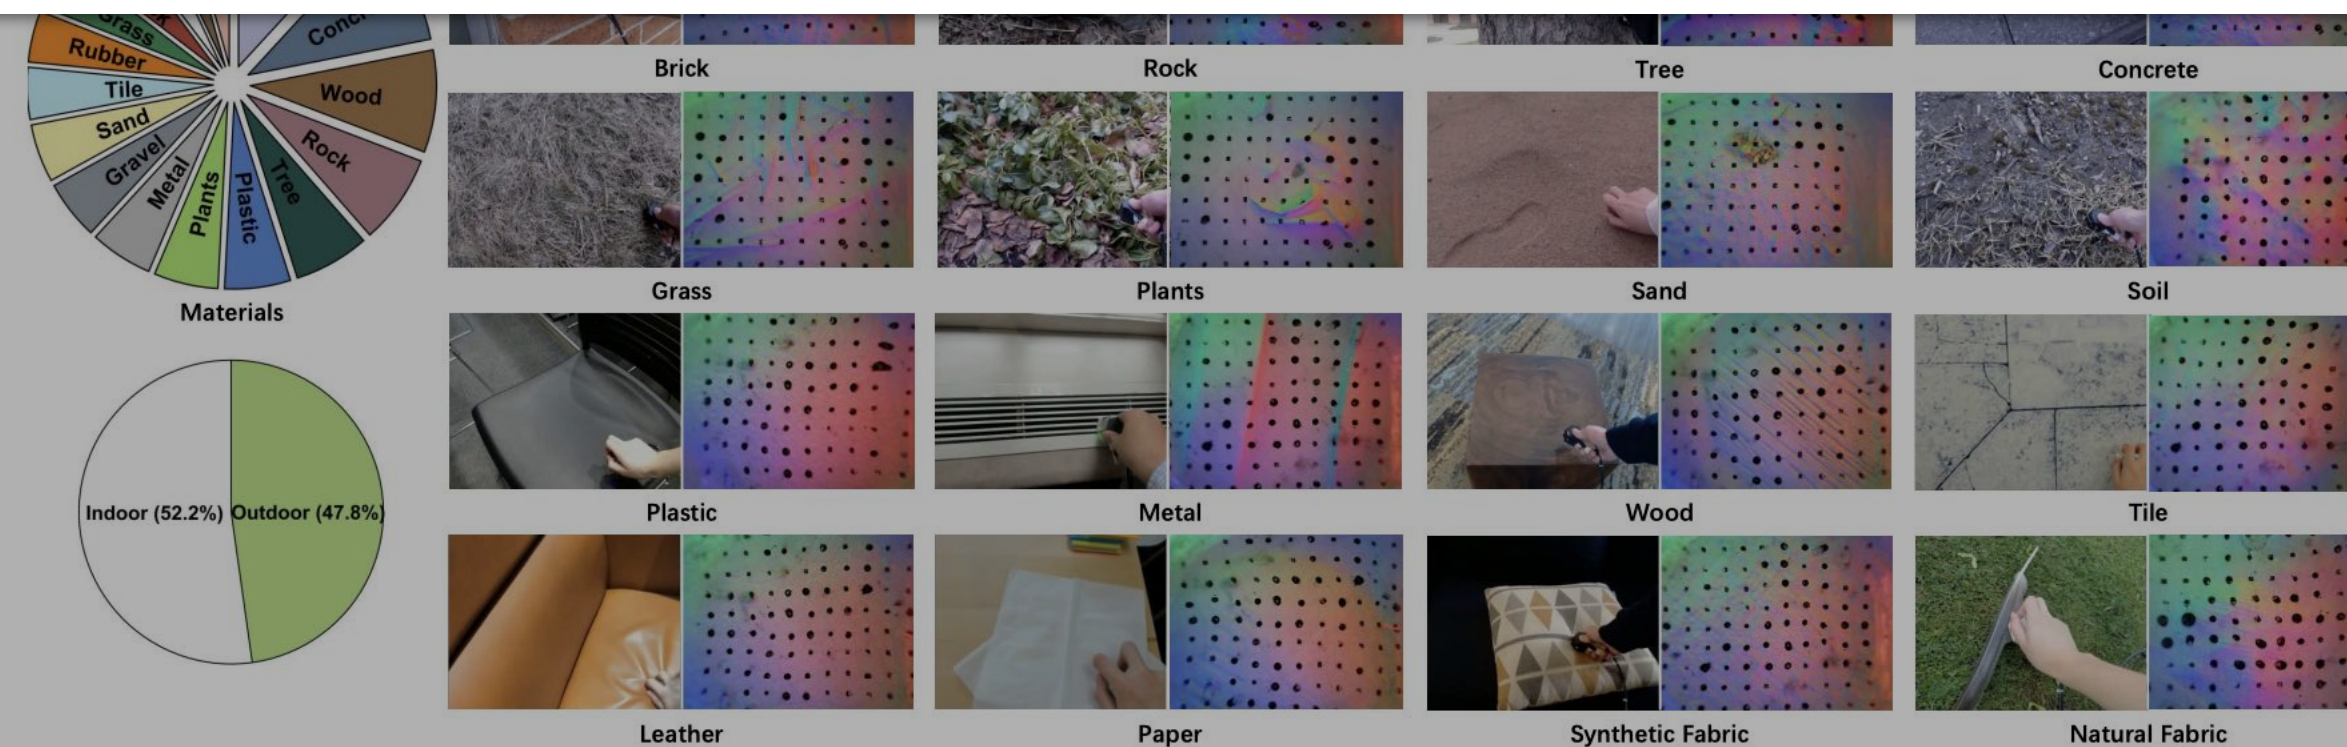 Grass
Rubber
Tile
Sand
Gravel
Metal
Plants
Plastic
Tree
Rock
Wood
Materials
Indoor (52.2%)
Outdoor (47.8%)
Brick
Rock
Tree
Concrete
Grass
Plants
Sand
Soil
Plastic
Metal
Wood
Tile
Leather
Paper
Synthetic Fabric
Natural Fabric